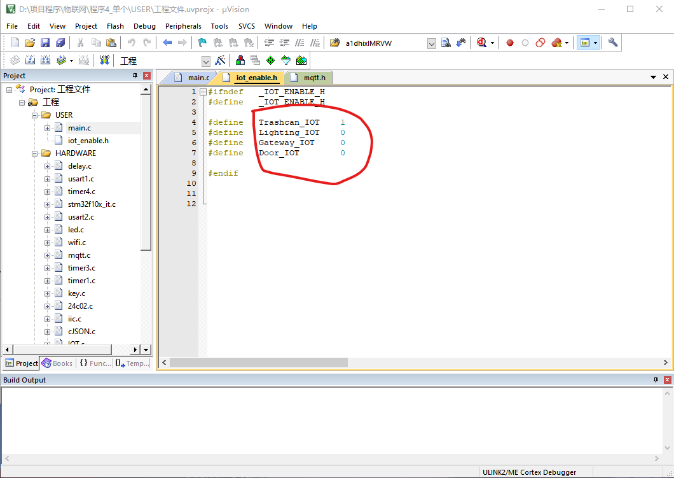 D:\项目程序\物联网\程序4_单个\USER\工程文件.uvprojx - µVision
File Edit View Project Flash Debug Peripherals Tools SVCS Window Help
a1dhixlMRVW
工程
Project
main.c iot_enable.h mqtt.h
Project: 工程文件
工程
USER
main.c
iot_enable.h
HARDWARE
delay.c
usart1.c
timer4.c
stm32f10x_it.c
usart2.c
led.c
wifi.c
mqtt.c
timer3.c
timer1.c
key.c
24c02.c
iic.c
cJSON.c
IOT.c
1 #ifndef _IOT_ENABLE_H
2 #define _IOT_ENABLE_H
3
4 #define Trashcan_IOT 1
5 #define Lighting_IOT 0
6 #define Gateway_IOT 0
7 #define Door_IOT 0
8
9 #endif
10
11
12
Project Books {} Func... Temp...
Build Output
ULINK2/ME Cortex Debugger